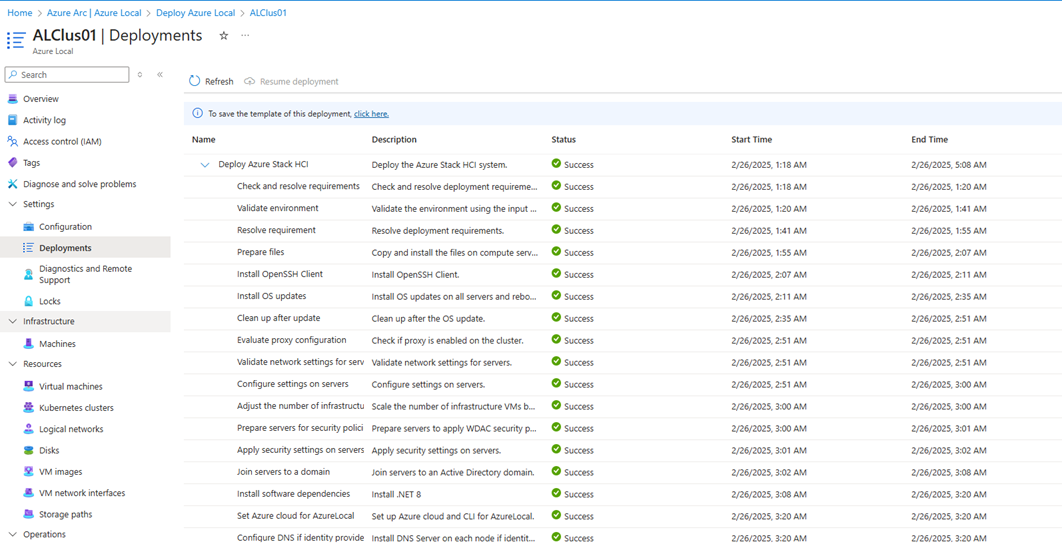 Home > Azure Arc | Azure Local > Deploy Azure Local > ALClus01
ALClus01 | Deployments
Azure Local
Search
Overview
Activity log
Access control (IAM)
Tags
Diagnose and solve problems
Settings
Configuration
Deployments
Diagnostics and Remote
Support
Locks
Infrastructure
Machines
Resources
Virtual machines
Kubernetes clusters
Logical networks
Disks
VM images
VM network interfaces
Storage paths
Operations
Refresh Resume deployment
To save the template of this deployment, click here.
Name Description Status Start Time End Time
Deploy Azure Stack HCI Deploy the Azure Stack HCI system. Success 2/26/2025, 1:18 AM 2/26/2025, 5:08 AM
Check and resolve requirements Check and resolve deployment requireme... Success 2/26/2025, 1:18 AM 2/26/2025, 1:20 AM
Validate environment Validate the environment using the input ... Success 2/26/2025, 1:20 AM 2/26/2025, 1:41 AM
Resolve requirement Resolve deployment requirements. Success 2/26/2025, 1:41 AM 2/26/2025, 1:55 AM
Prepare files Copy and install the files on compute serv... Success 2/26/2025, 1:55 AM 2/26/2025, 2:07 AM
Install OpenSSH Client Install OpenSSH Client. Success 2/26/2025, 2:07 AM 2/26/2025, 2:11 AM
Install OS updates Install OS updates on all servers and rebo... Success 2/26/2025, 2:11 AM 2/26/2025, 2:35 AM
Clean up after update Clean up after the OS update. Success 2/26/2025, 2:35 AM 2/26/2025, 2:51 AM
Evaluate proxy configuration Check if proxy is enabled on the cluster. Success 2/26/2025, 2:51 AM 2/26/2025, 2:51 AM
Validate network settings for serv Validate network settings for servers. Success 2/26/2025, 2:51 AM 2/26/2025, 2:51 AM
Configure settings on servers Configure settings on servers. Success 2/26/2025, 2:51 AM 2/26/2025, 3:00 AM
Adjust the number of infrastructu Scale the number of infrastructure VMs b... Success 2/26/2025, 3:00 AM 2/26/2025, 3:00 AM
Prepare servers for security polici Prepare servers to apply WDAC security p... Success 2/26/2025, 3:00 AM 2/26/2025, 3:01 AM
Apply security settings on servers Apply security settings on servers. Success 2/26/2025, 3:01 AM 2/26/2025, 3:02 AM
Join servers to a domain Join servers to an Active Directory domain. Success 2/26/2025, 3:02 AM 2/26/2025, 3:08 AM
Install software dependencies Install .NET 8 Success 2/26/2025, 3:08 AM 2/26/2025, 3:20 AM
Set Azure cloud for AzureLocal Set up Azure cloud and CLI for AzureLocal. Success 2/26/2025, 3:20 AM 2/26/2025, 3:20 AM
Configure DNS if identity provide Install DNS Server on each node if identit... Success 2/26/2025, 3:20 AM 2/26/2025, 3:20 AM